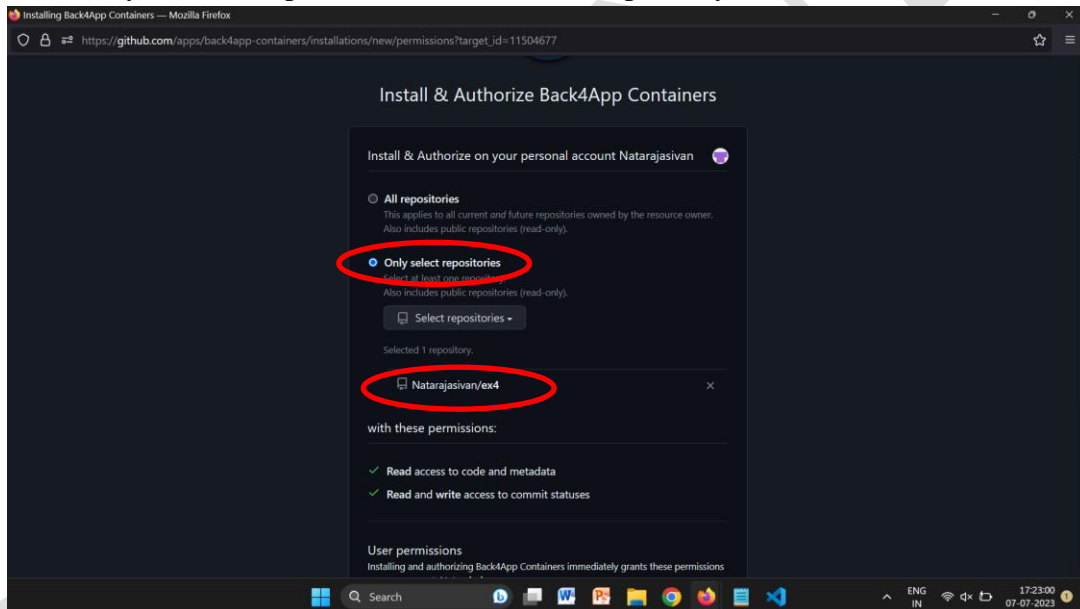 Installing Back4App Containers — Mozilla Firefox
https://github.com/apps/back4app-containers/installations/new/permissions?target_id=11504677
Install & Authorize Back4App Containers
Install & Authorize on your personal account Natarajasivan
All repositories
This applies to all current and future repositories owned by the resource owner.
Also includes public repositories (read-only).
Only select repositories
Select at least one repository.
Also includes public repositories (read-only).
Select repositories
Selected 1 repository.
Natarajasivan/ex4
with these permissions:
Read access to code and metadata
Read and write access to commit statuses
User permissions
Installing and authorizing Back4App Containers immediately grants these permissions
Search
ENG
IN
17:23:00
07-07-2023
1